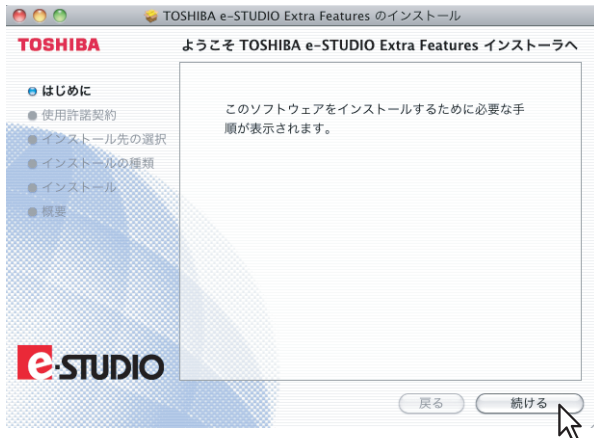 TOSHIBA e-STUDIO Extra Features のインストール
TOSHIBA
ようこそ TOSHIBA e-STUDIO Extra Features インストーラへ
はじめに
使用許諾契約
インストール先の選択
インストールの種類
インストール
概要
このソフトウェアをインストールするために必要な手
順が表示されます。
e-STUDIO
戻る
続ける